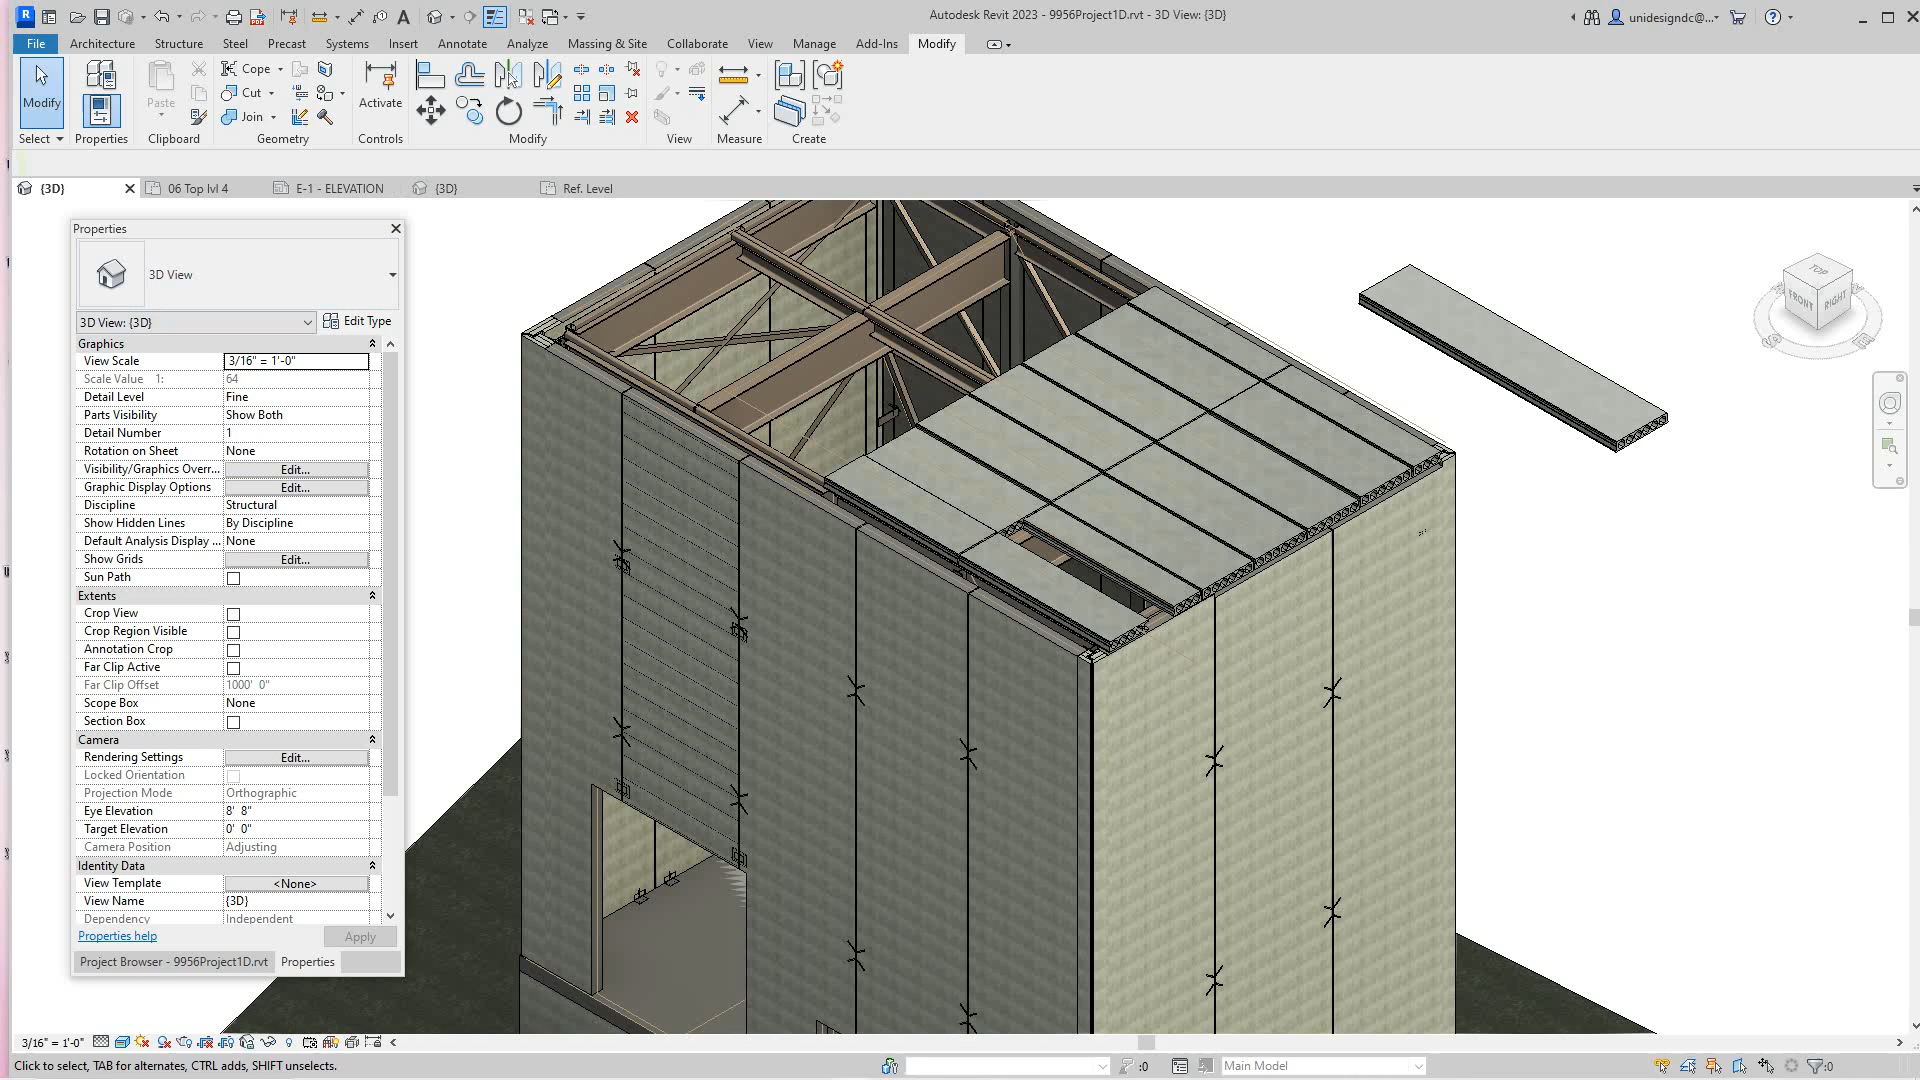 Autodesk Revit 2023 - 9956Project1D.rvt - 3D View: {3D}
unidesigndc@...
File Architecture Structure Steel Precast Systems Insert Annotate Analyze Massing & Site Collaborate View Manage Add-Ins Modify
Modify
Paste
Cope
Cut
Join
Activate
Select Properties Clipboard Geometry Controls Modify View Measure Create
{3D} 06 Top lvl 4 E-1 - ELEVATION {3D} Ref. Level
Properties
3D View
3D View: {3D} Edit Type
Graphics
View Scale 3/16" = 1'-0"
Scale Value 1: 64
Detail Level Fine
Parts Visibility Show Both
Detail Number 1
Rotation on Sheet None
Visibility/Graphics Overr... Edit...
Graphic Display Options Edit...
Discipline Structural
Show Hidden Lines By Discipline
Default Analysis Display ... None
Show Grids Edit...
Sun Path
Extents
Crop View
Crop Region Visible
Annotation Crop
Far Clip Active
Far Clip Offset 1000' 0"
Scope Box None
Section Box
Camera
Rendering Settings Edit...
Locked Orientation
Projection Mode Orthographic
Eye Elevation 8' 8"
Target Elevation 0' 0"
Camera Position Adjusting
Identity Data
View Template <None>
View Name {3D}
Dependency Independent
Properties help Apply
Project Browser - 9956Project1D.rvt Properties
TOP
FRONT RIGHT
3/16" = 1'-0"
Click to select, TAB for alternates, CTRL adds, SHIFT unselects.
:0
Main Model
:0